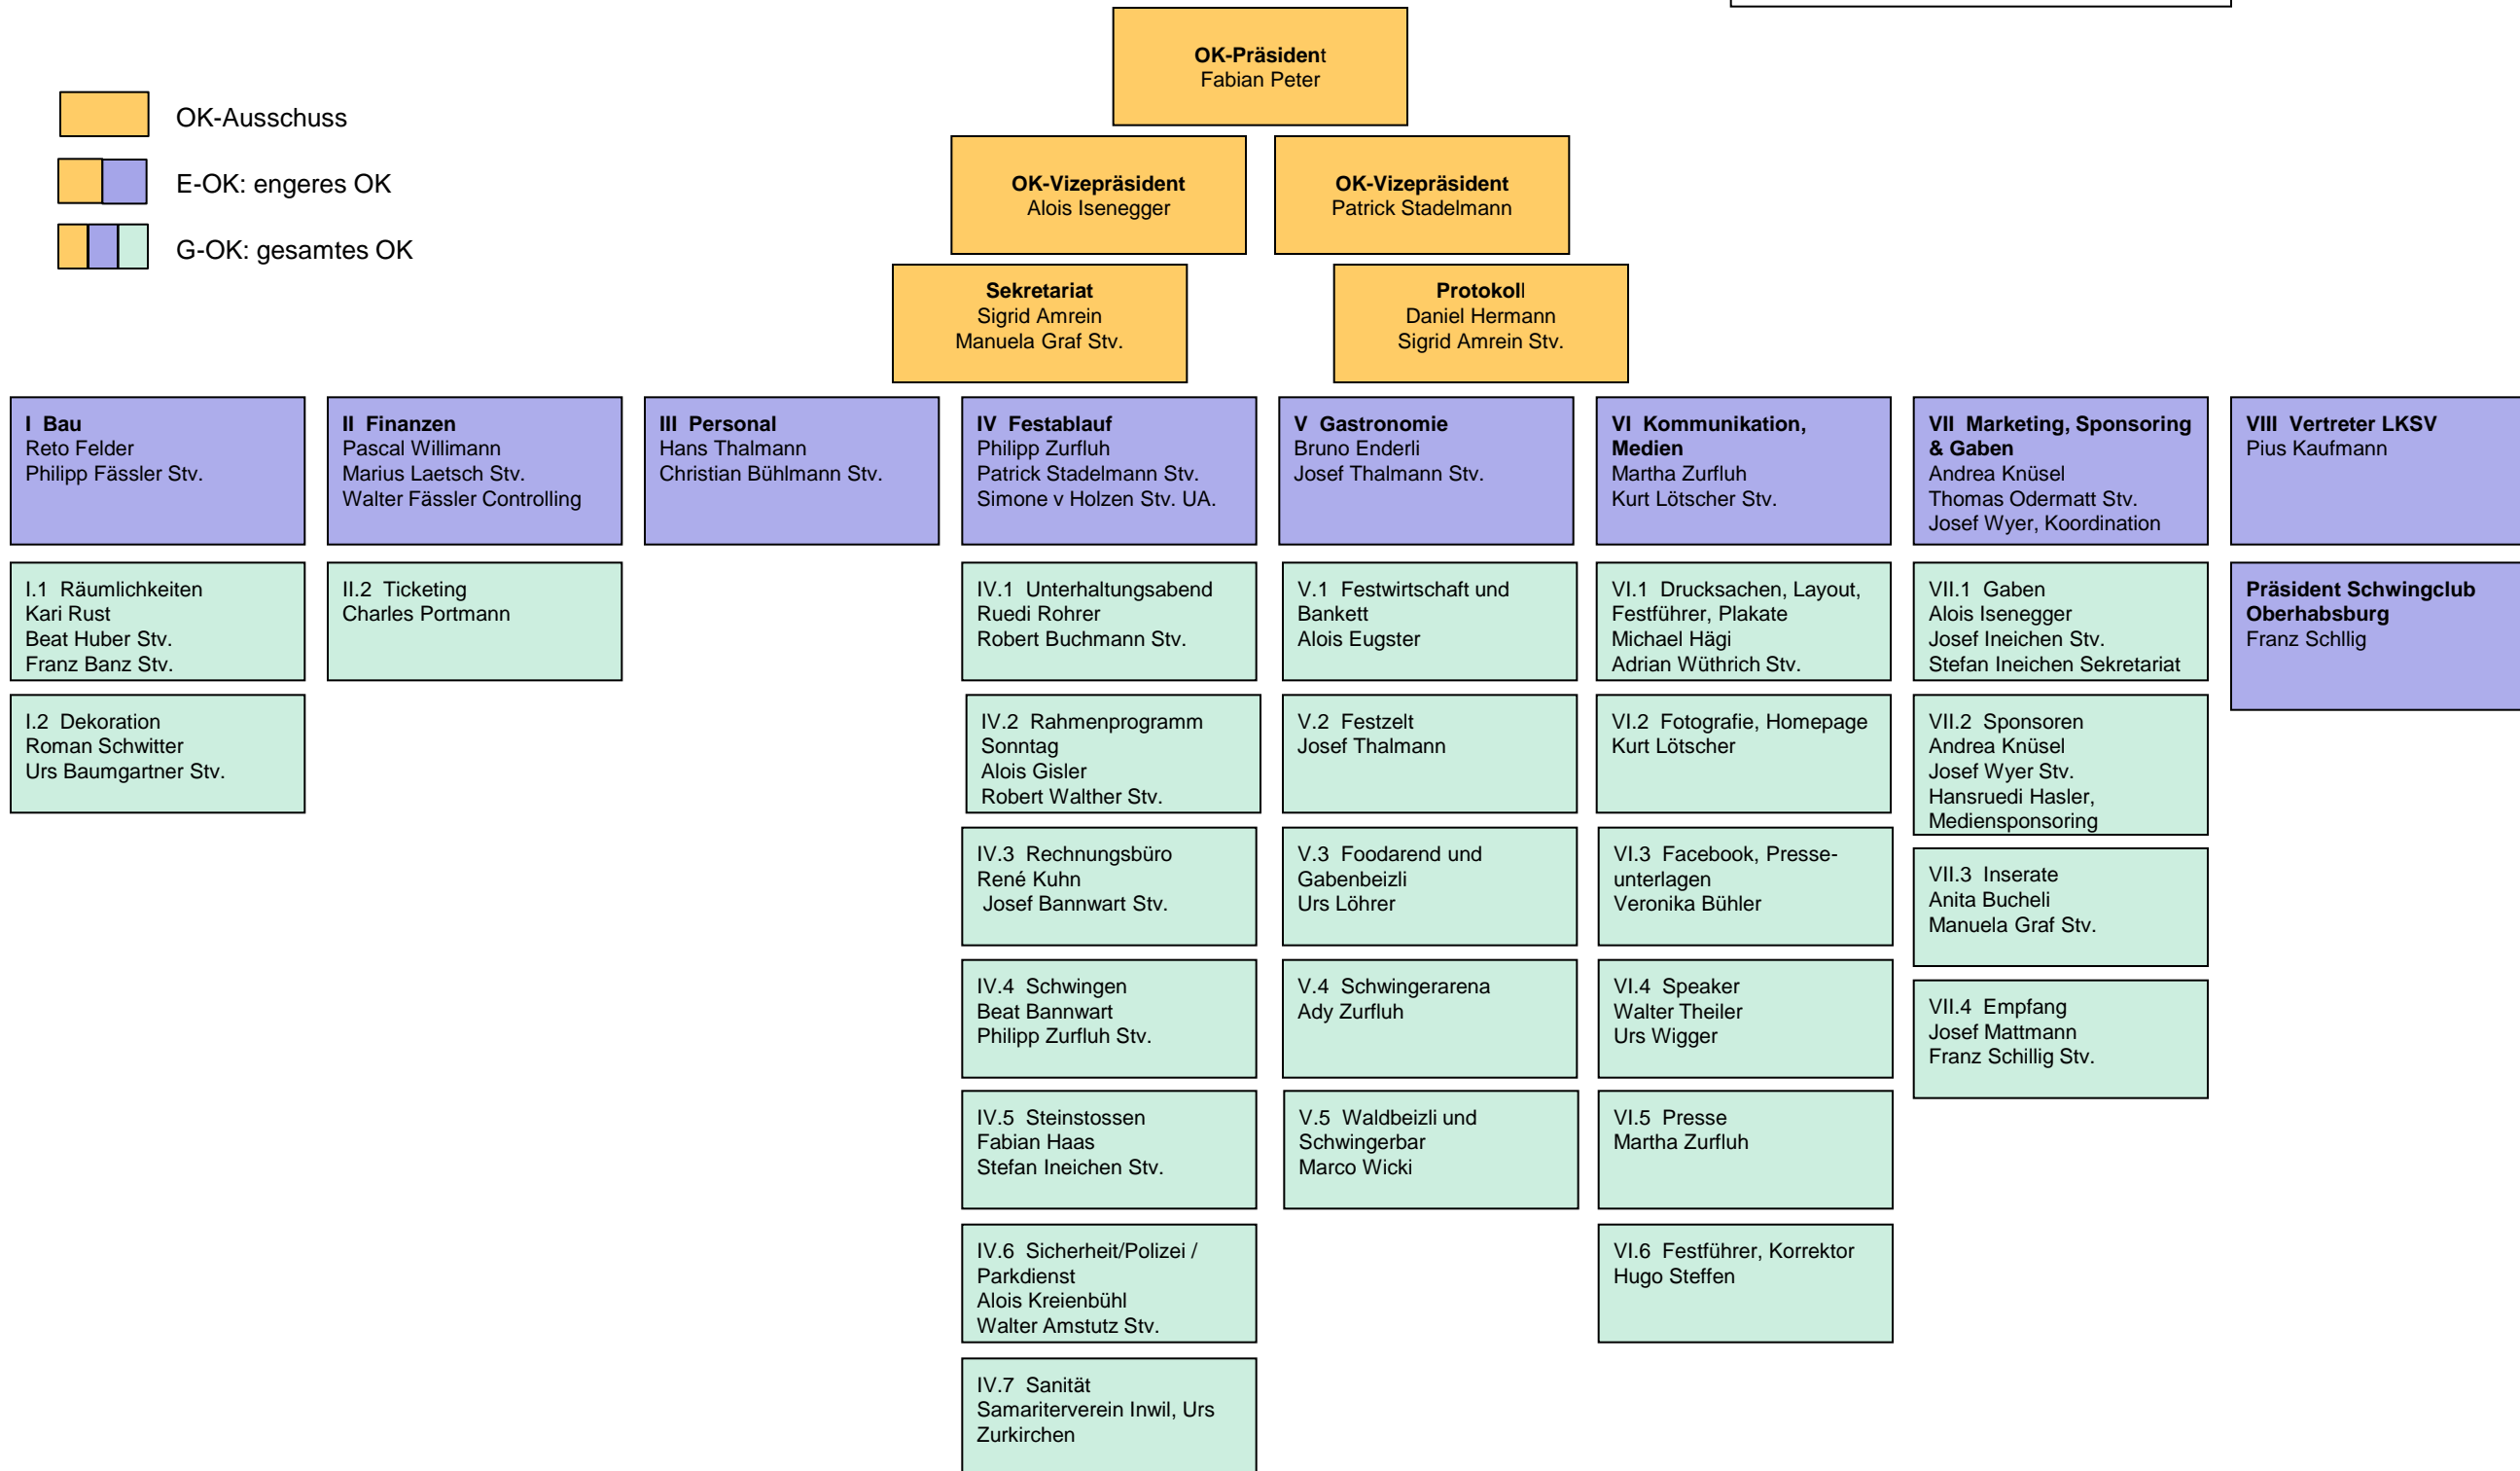 OK-Präsident
Fabian Peter
OK-Ausschuss
E-OK: engeres OK
G-OK: gesamtes OK
OK-Vizepräsident
Alois Isenegger
OK-Vizepräsident
Patrick Stadelmann
Sekretariat
Sigrid Amrein
Manuela Graf Stv.
Protokoll
Daniel Hermann
Sigrid Amrein Stv.
I Bau
Reto Felder
Philipp Fässler Stv.
II Finanzen
Pascal Willimann
Marius Laetsch Stv.
Walter Fässler Controlling
III Personal
Hans Thalmann
Christian Bühlmann Stv.
IV Festablauf
Philipp Zurfluh
Patrick Stadelmann Stv.
Simone v Holzen Stv. UA.
V Gastronomie
Bruno Enderli
Josef Thalmann Stv.
VI Kommunikation,
Medien
Martha Zurfluh
Kurt Lötscher Stv.
VII Marketing, Sponsoring
& Gaben
Andrea Knüsel
Thomas Odermatt Stv.
Josef Wyer, Koordination
VIII Vertreter LKSV
Pius Kaufmann
I.1 Räumlichkeiten
Kari Rust
Beat Huber Stv.
Franz Banz Stv.
I.2 Dekoration
Roman Schwitter
Urs Baumgartner Stv.
II.2 Ticketing
Charles Portmann
IV.1 Unterhaltungsabend
Ruedi Rohrer
Robert Buchmann Stv.
IV.2 Rahmenprogramm
Sonntag
Alois Gisler
Robert Walther Stv.
IV.3 Rechnungsbüro
René Kuhn
Josef Bannwart Stv.
IV.4 Schwingen
Beat Bannwart
Philipp Zurfluh Stv.
IV.5 Steinstossen
Fabian Haas
Stefan Ineichen Stv.
IV.6 Sicherheit/Polizei /
Parkdienst
Alois Kreienbühl
Walter Amstutz Stv.
IV.7 Sanität
Samariterverein Inwil, Urs
Zurkirchen
V.1 Festwirtschaft und
Bankett
Alois Eugster
V.2 Festzelt
Josef Thalmann
V.3 Foodarend und
Gabenbeizli
Urs Löhrer
V.4 Schwingerarena
Ady Zurfluh
V.5 Waldbeizli und
Schwingerbar
Marco Wicki
VI.1 Drucksachen, Layout,
Festführer, Plakate
Michael Hägi
Adrian Wüthrich Stv.
VI.2 Fotografie, Homepage
Kurt Lötscher
VI.3 Facebook, Presse-
unterlagen
Veronika Bühler
VI.4 Speaker
Walter Theiler
Urs Wigger
VI.5 Presse
Martha Zurfluh
VI.6 Festführer, Korrektor
Hugo Steffen
VII.1 Gaben
Alois Isenegger
Josef Ineichen Stv.
Stefan Ineichen Sekretariat
VII.2 Sponsoren
Andrea Knüsel
Josef Wyer Stv.
Hansruedi Hasler,
Mediensponsoring
VII.3 Inserate
Anita Bucheli
Manuela Graf Stv.
VII.4 Empfang
Josef Mattmann
Franz Schillig Stv.
Präsident Schwingclub
Oberhabsburg
Franz Schllig